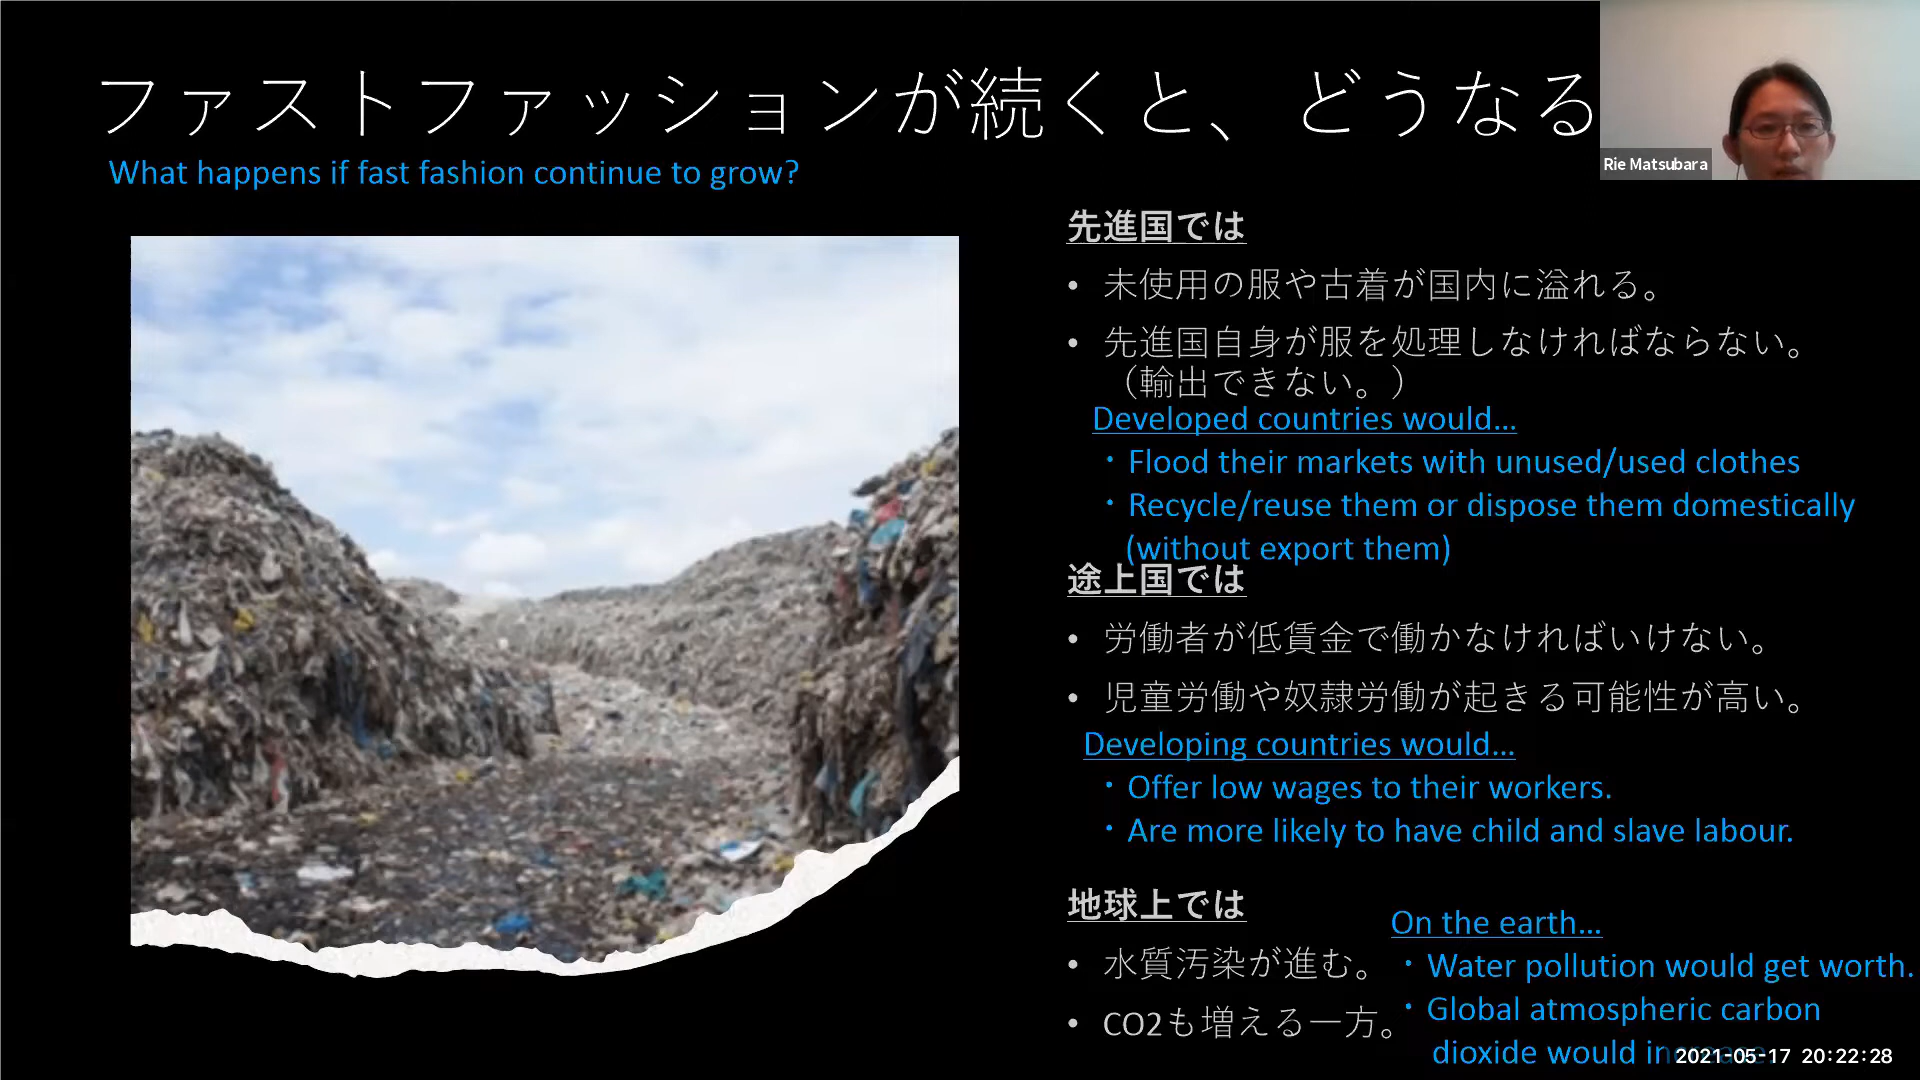 ファストファッションが続くと、どうなる
What happens if fast fashion continue to grow?
Rie Matsubara
先進国では
• 未使用の服や古着が国内に溢れる。
• 先進国自身が服を処理しなければならない。
（輸出できない。）
Developed countries would...
・Flood their markets with unused/used clothes
・Recycle/reuse them or dispose them domestically
(without export them)
途上国では
• 労働者が低賃金で働かなければいけない。
• 児童労働や奴隷労働が起きる可能性が高い。
Developing countries would...
・Offer low wages to their workers.
・Are more likely to have child and slave labour.
地球上では
• 水質汚染が進む。
• CO2も増える一方。
On the earth...
・Water pollution would get worth.
・Global atmospheric carbon
dioxide would increase.
2021-05-17 20:22:28